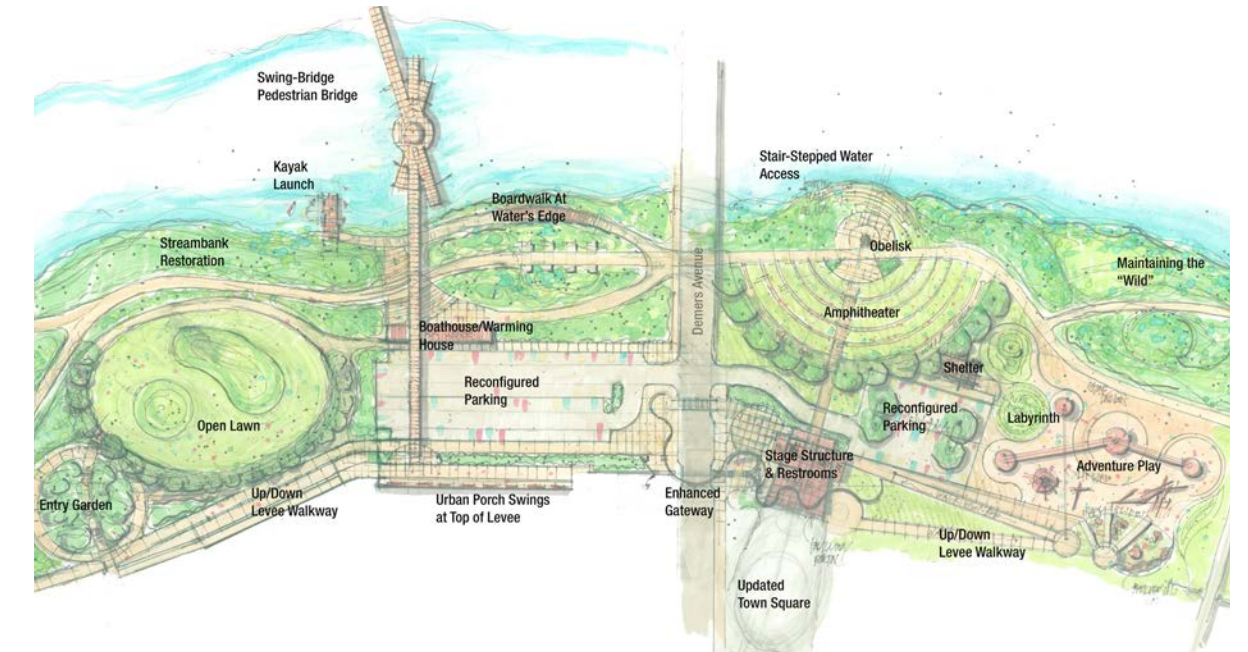 Swing-Bridge
Pedestrian Bridge
Kayak
Launch
Stair-Stepped Water
Access
Boardwalk At
Water's Edge
Streambank
Restoration
Obelisk
Maintaining the
"Wild"
Demers Avenue
Amphitheater
Boathouse/Warming
House
Shelter
Reconfigured
Parking
Reconfigured
Parking
Labyrinth
Open Lawn
Stage Structure
& Restrooms
Adventure Play
Entry Garden
Up/Down
Levee Walkway
Urban Porch Swings
at Top of Levee
Enhanced
Gateway
Up/Down
Levee Walkway
Updated
Town Square